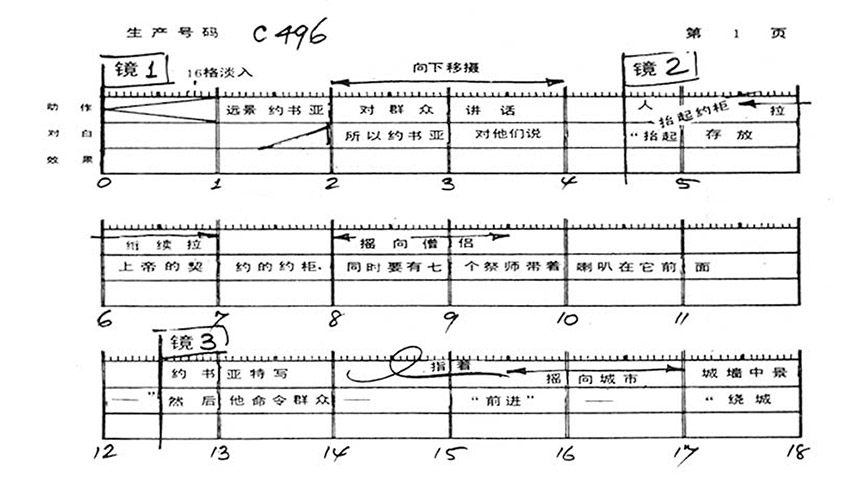 生产号码 C496 第 1 页
镜1 16格淡入 向下移摄 镜2
动作 远景约书亚 对群众 讲话 人 抬起约柜 拉
对白 所以约书亚 对他们说 “抬起 存放
效果
0 1 2 3 4 5
继续拉 摇向僧侣
上帝的契 约的约柜. 同时要有七 个祭师带着 喇叭在它前 面
6 7 8 9 10 11
镜3
约书亚特写 指着 摇向城市 城墙中景
——” 然后他命令群众 —— “前进” —— “绕城
12 13 14 15 16 17 18